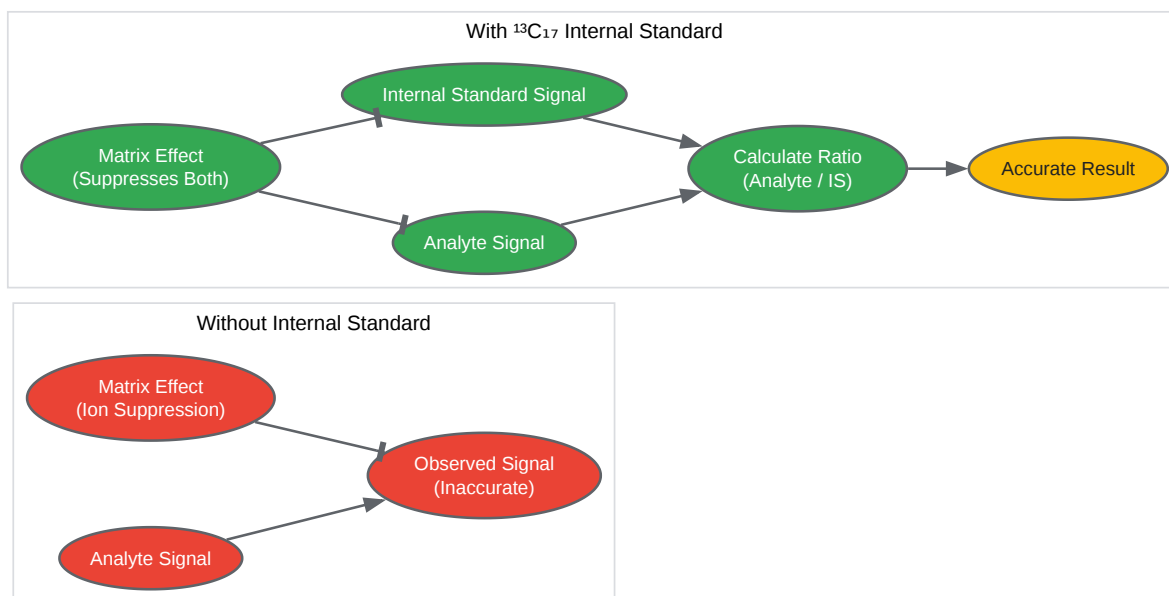 With ¹³C₁₇ Internal Standard
Internal Standard Signal
Matrix Effect
(Suppresses Both)
Calculate Ratio
(Analyte / IS)
Accurate Result
Analyte Signal
Without Internal Standard
Matrix Effect
(Ion Suppression)
Observed Signal
(Inaccurate)
Analyte Signal